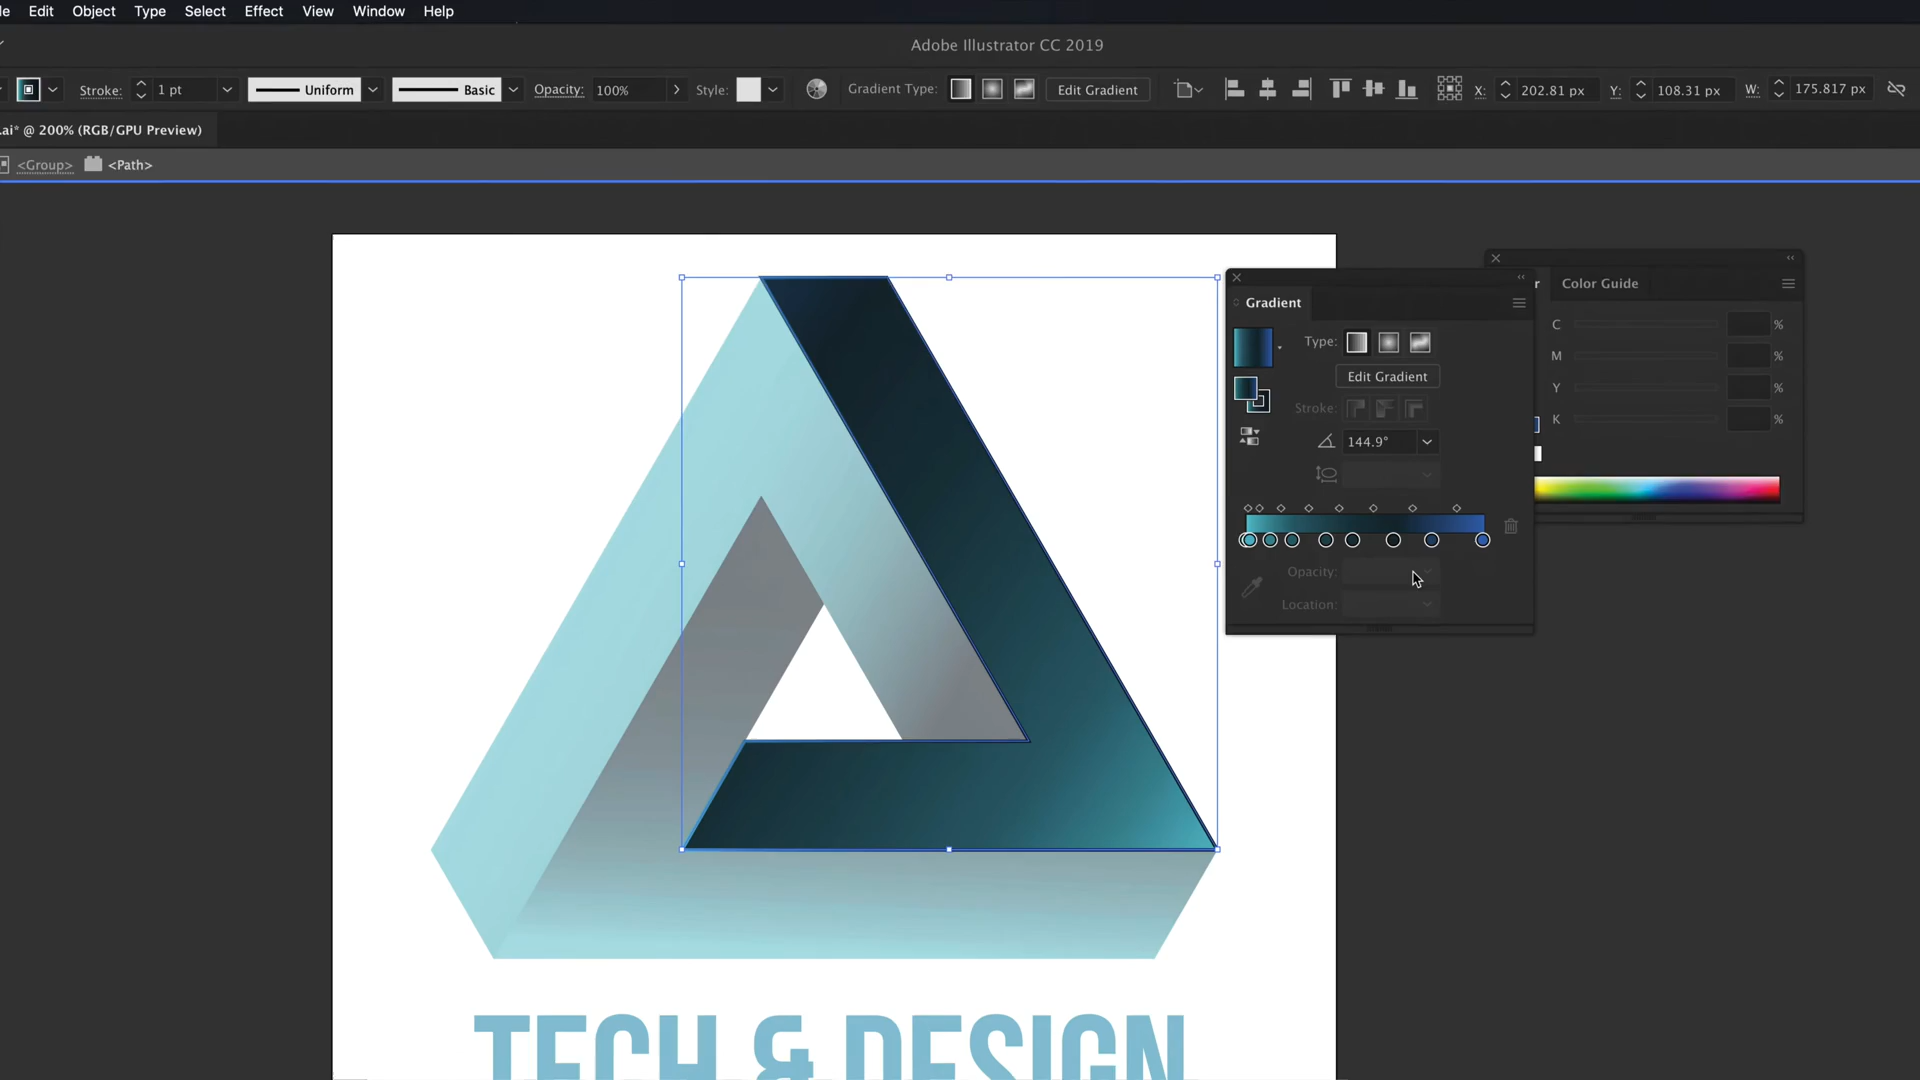 le Edit Object Type Select Effect View Window Help
Adobe Illustrator CC 2019
Stroke: 1 pt Uniform Basic Opacity: 100% Style: Gradient Type: Edit Gradient X: 202.81 px Y: 108.31 px W: 175.817 px
.ai* @ 200% (RGB/GPU Preview)
<Group> <Path>
Gradient
Type:
Edit Gradient
Stroke:
144.9°
Opacity:
Location:
r Color Guide
C %
M %
Y %
K %
TECH & DESIGN